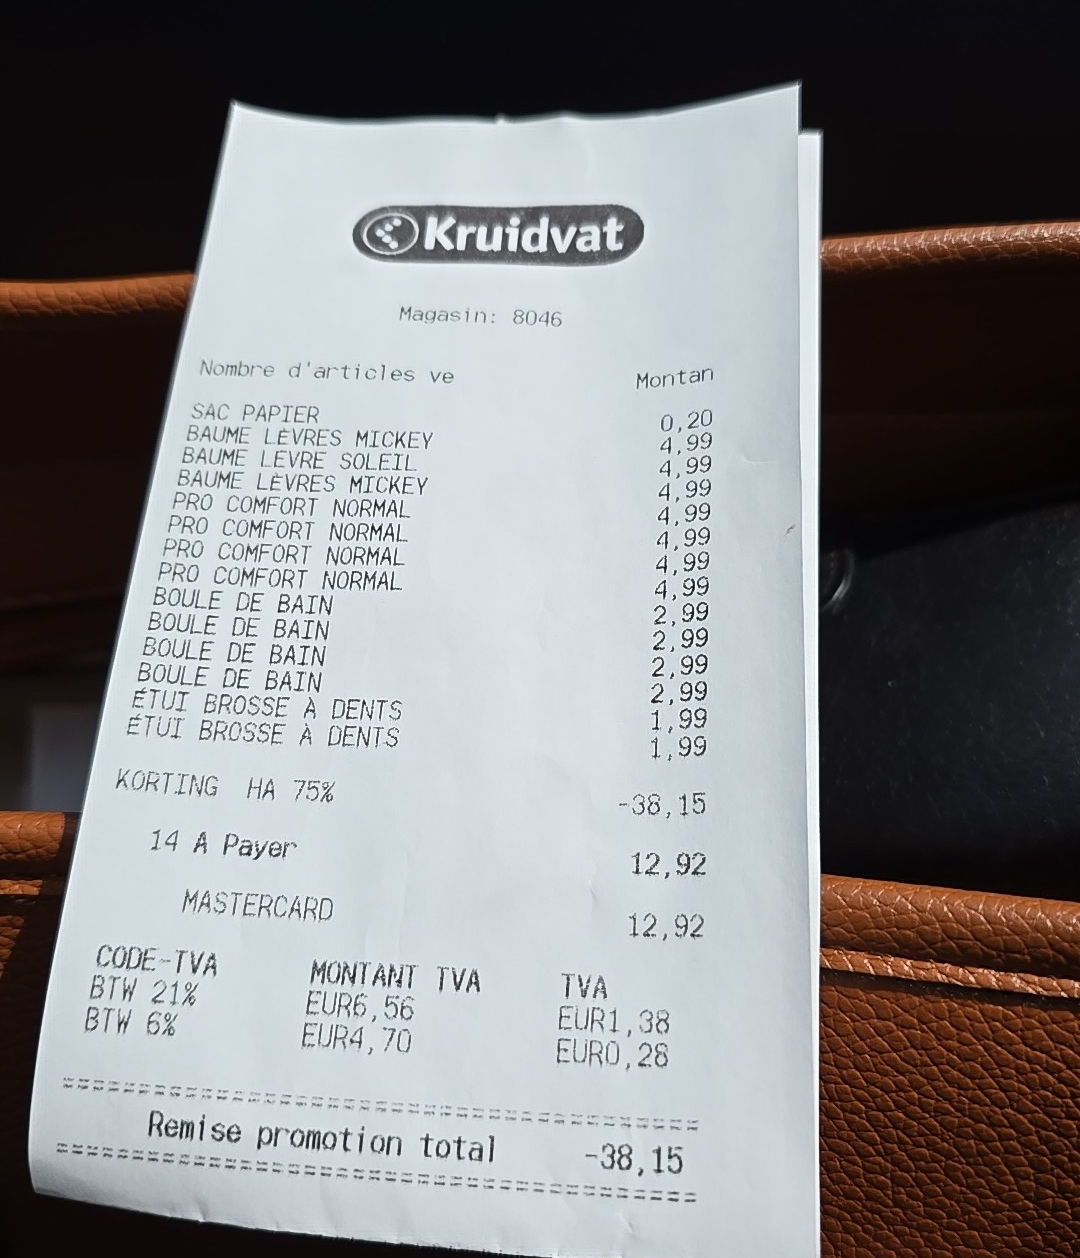 Kruidvat
Magasin: 8046
Nombre d'articles ve Montan
SAC PAPIER 0,20
BAUME LÈVRES MICKEY 4,99
BAUME LEVRE SOLEIL 4,99
BAUME LÈVRES MICKEY 4,99
PRO COMFORT NORMAL 4,99
PRO COMFORT NORMAL 4,99
PRO COMFORT NORMAL 4,99
PRO COMFORT NORMAL 4,99
BOULE DE BAIN 2,99
BOULE DE BAIN 2,99
BOULE DE BAIN 2,99
BOULE DE BAIN 2,99
ÉTUI BROSSE À DENTS 1,99
ÉTUI BROSSE À DENTS 1,99
KORTING HA 75% -38,15
14 A Payer 12,92
MASTERCARD 12,92
CODE-TVA MONTANT TVA TVA
BTW 21% EUR6,56 EUR1,38
BTW 6% EUR4,70 EUR0,28
Remise promotion total -38,15